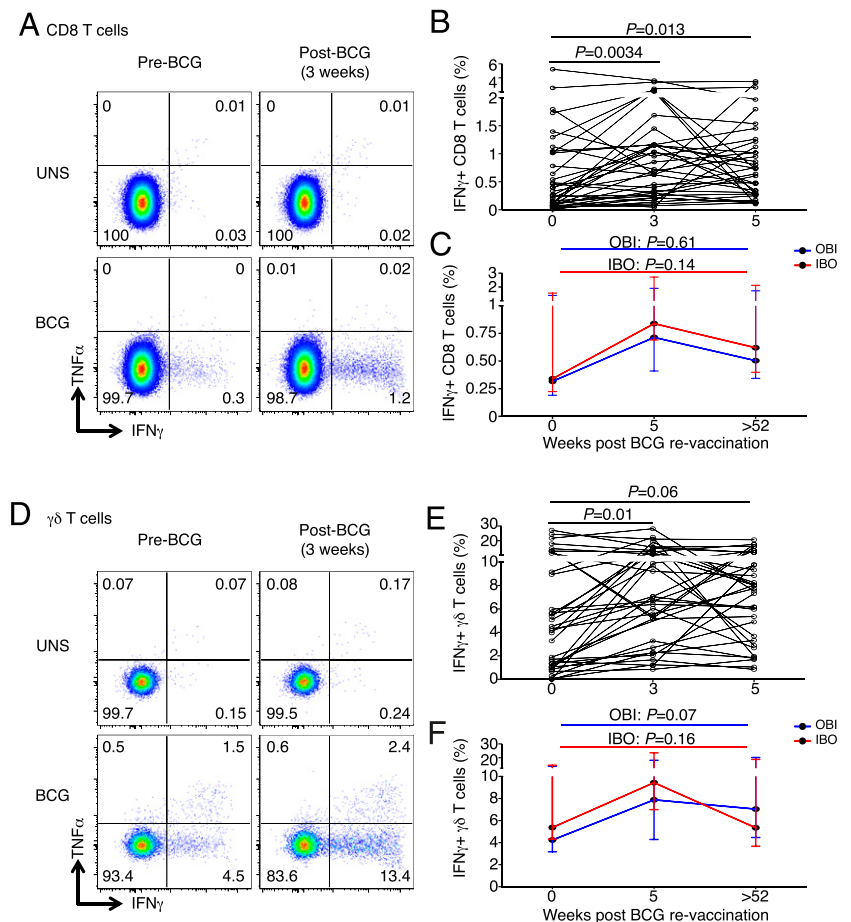 A CD8 T cells
Pre-BCG
Post-BCG
(3 weeks)
UNS
0 0.01
100 0.03
0 0.01
100 0.02
BCG
0 0
99.7 0.3
0.01 0.02
98.7 1.2
TNFα
IFNγ
B
P=0.013
P=0.0034
IFNγ+ CD8 T cells (%)
6
4
2
2
1.5
1
0.5
0
0 3 5
C
OBI: P=0.61
IBO: P=0.14
OBI
IBO
IFNγ+ CD8 T cells (%)
3
2
1
0.75
0.50
0.25
0
0 5 >52
Weeks post BCG re-vaccination
D γδ T cells
Pre-BCG
Post-BCG
(3 weeks)
UNS
0.07 0.07
99.7 0.15
0.08 0.17
99.5 0.24
BCG
0.5 1.5
93.4 4.5
0.6 2.4
83.6 13.4
TNFα
IFNγ
E
P=0.06
P=0.01
IFNγ+ γδ T cells (%)
30
20
10
10
8
6
4
2
0
0 3 5
F
OBI: P=0.07
IBO: P=0.16
OBI
IBO
IFNγ+ γδ T cells (%)
30
20
10
8
6
4
2
0
0 5 >52
Weeks post BCG re-vaccination